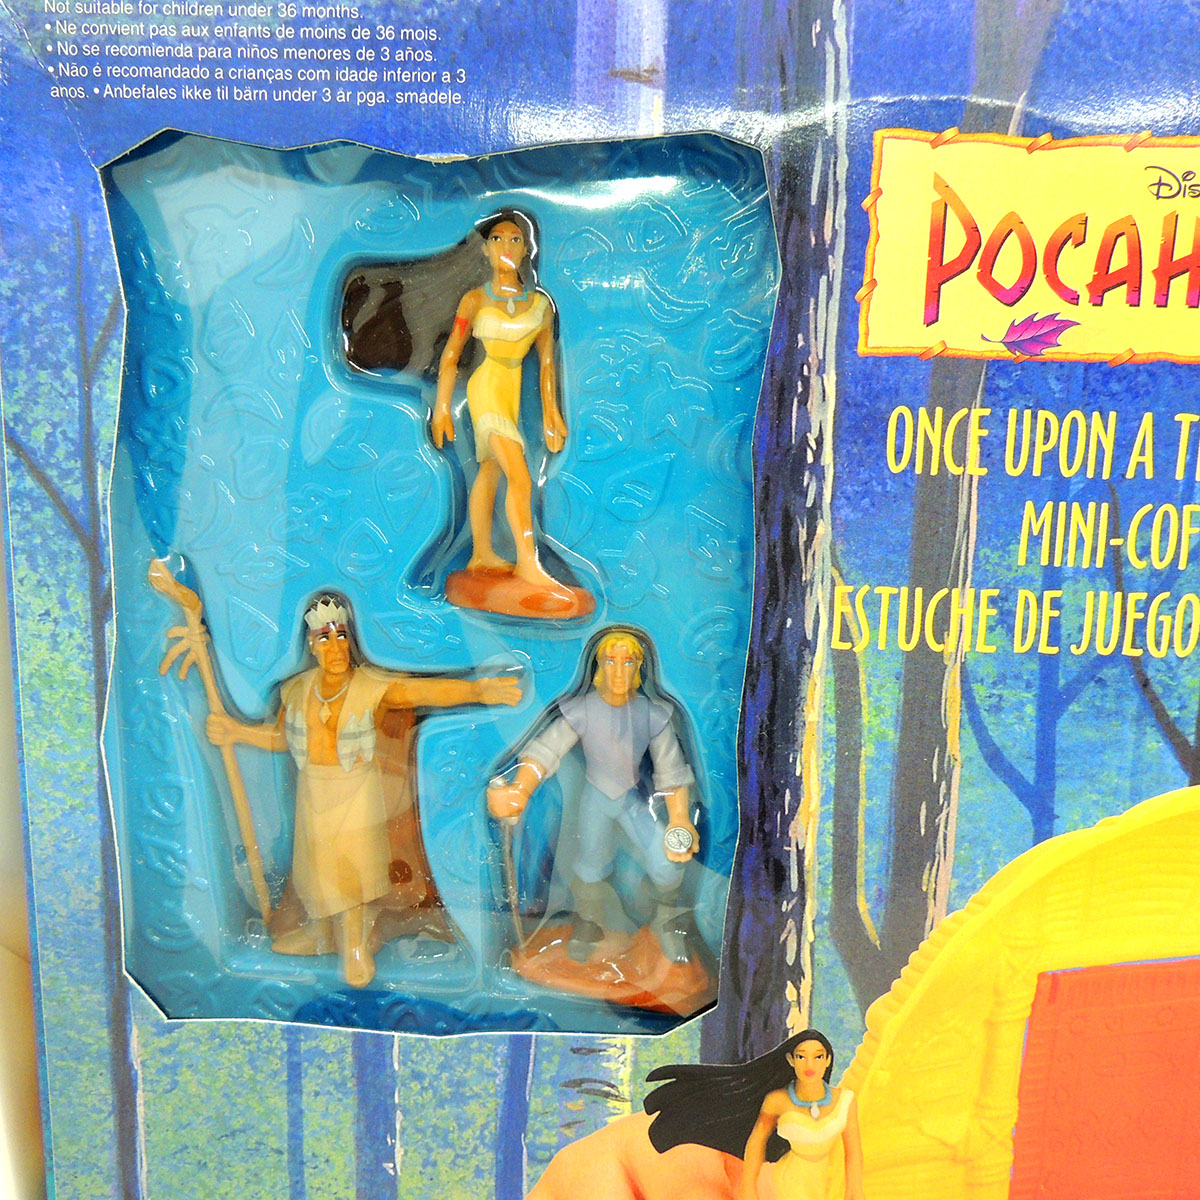 Not suitable for children under 36 months.
• Ne convient pas aux enfants de moins de 36 mois.
• No se recomienda para niños menores de 3 años.
• Não é recomandado a crianças com idade inferior a 3
anos. • Anbefales ikke til bärn under 3 år pga. smådele.
Dis
POCAH
ONCE UPON A T
MINI-COF
ESTUCHE DE JUEGO